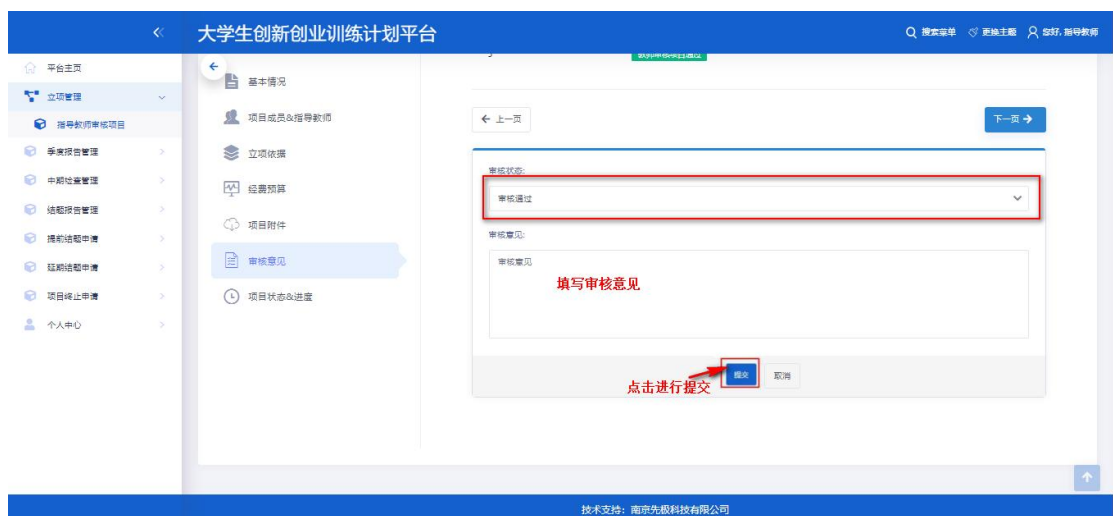 大学生创新创业训练计划平台
搜索菜单
更换主题
您好, 指导教师
平台主页
立项管理
指导教师审核项目
季度报告管理
中期检查管理
结题报告管理
提前结题申请
延期结题申请
项目终止申请
个人中心
基本情况
项目成员&指导教师
立项依据
经费预算
项目附件
审核意见
项目状态&进度
上一页
下一页
审核状态:
审核通过
审核意见:
审核意见
填写审核意见
提交
取消
点击进行提交
技术支持：南京先极科技有限公司